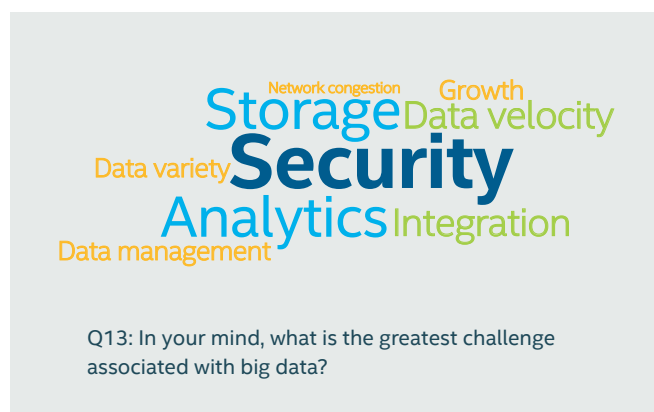 Network congestion
Growth
Storage
Data velocity
Data variety
Security
Analytics
Integration
Data management
Q13: In your mind, what is the greatest challenge
associated with big data?